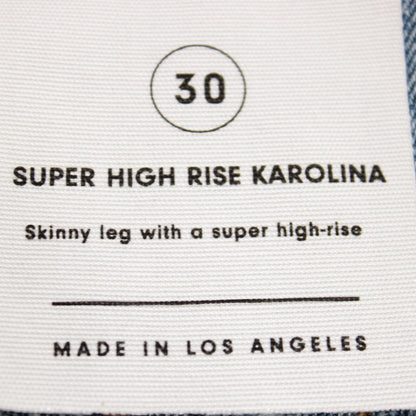 30
SUPER HIGH RISE KAROLINA
Skinny leg with a super high-rise
MADE IN LOS ANGELES